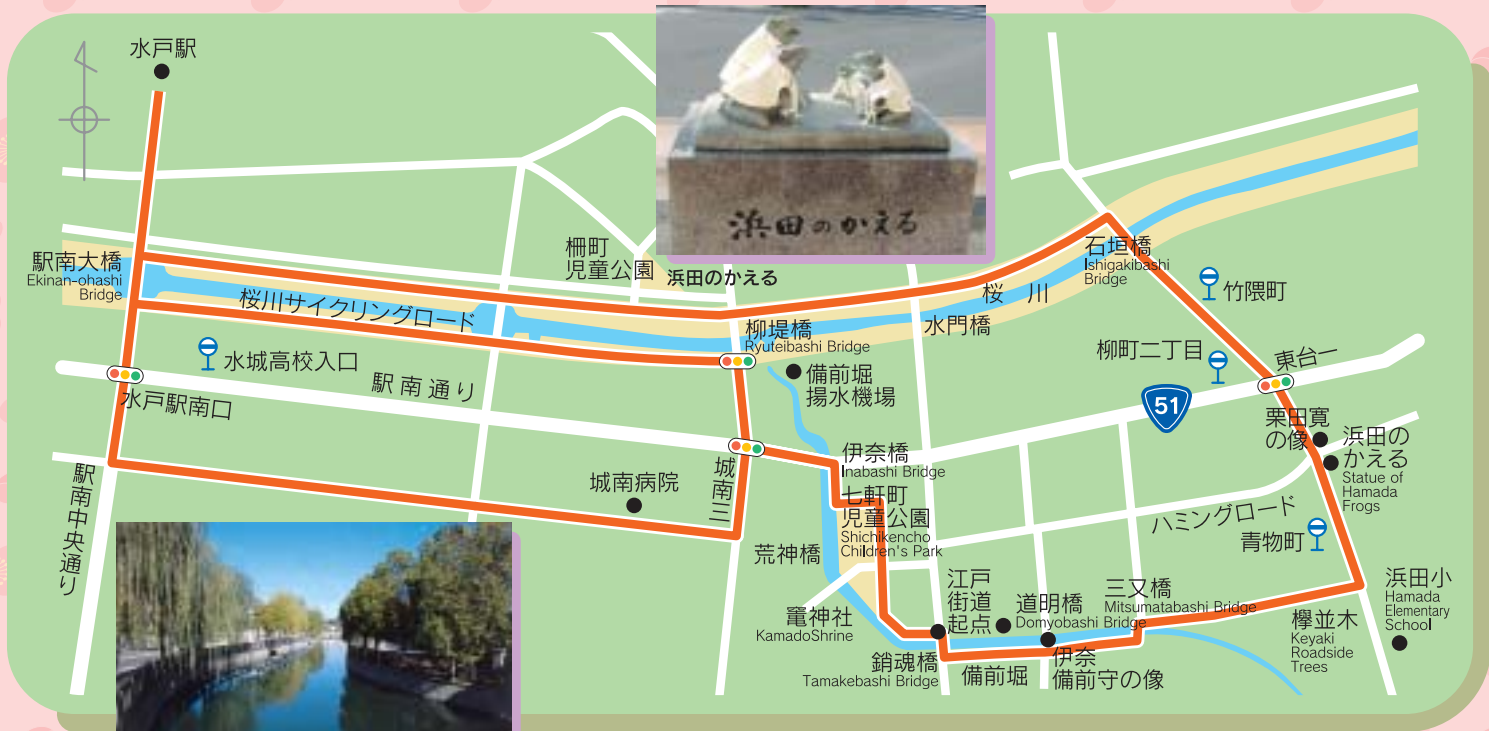 水戸駅
浜田のかえる
駅南大橋
Ekinan-ohashi
Bridge
柵町
児童公園
浜田のかえる
石垣橋
Ishigakibashi
Bridge
竹隈町
桜川サイクリングロード
桜川
水門橋
柳堤橋
Ryuteibashi Bridge
水城高校入口
駅南通り
備前堀
揚水機場
柳町二丁目
東台一
51
水戸駅南口
栗田寛
の像
浜田の
かえる
Statue of
Hamada
Frogs
伊奈橋
Inabashi Bridge
城南三
城南病院
駅南中央通り
七軒町
児童公園
Shichikencho
Children's Park
ハミングロード
青物町
荒神橋
江戸
街道
起点
道明橋
Domyobashi Bridge
三又橋
Mitsumatabashi Bridge
浜田小
Hamada
Elementary
School
竈神社
KamadoShrine
欅並木
Keyaki
Roadside
Trees
銷魂橋
Tamakebashi Bridge
備前堀
伊奈
備前守の像